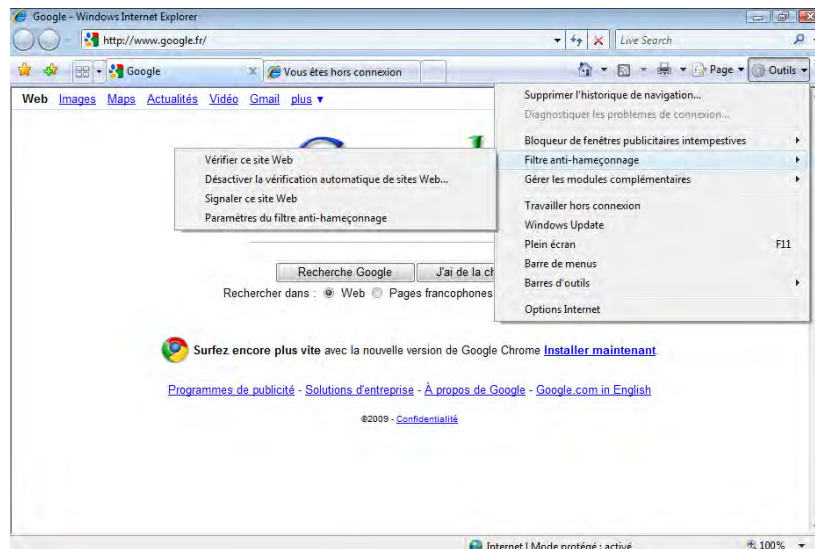 Google - Windows Internet Explorer
http://www.google.fr/
Live Search
Google
Vous êtes hors connexion
Page
Outils
Web Images Maps Actualités Vidéo Gmail plus
Supprimer l'historique de navigation...
Diagnostiquer les problèmes de connexion...
Bloqueur de fenêtres publicitaires intempestives
Filtre anti-hameçonnage
Gérer les modules complémentaires
Travailler hors connexion
Windows Update
Plein écran F11
Barre de menus
Barres d'outils
Options Internet
Vérifier ce site Web
Désactiver la vérification automatique de sites Web...
Signaler ce site Web
Paramètres du filtre anti-hameçonnage
Recherche Google
J'ai de la ch
Rechercher dans : Web Pages francophones
Surfez encore plus vite avec la nouvelle version de Google Chrome Installer maintenant.
Programmes de publicité - Solutions d'entreprise - À propos de Google - Google.com in English
©2009 - Confidentialité
Internet | Mode protégé : activé
100%